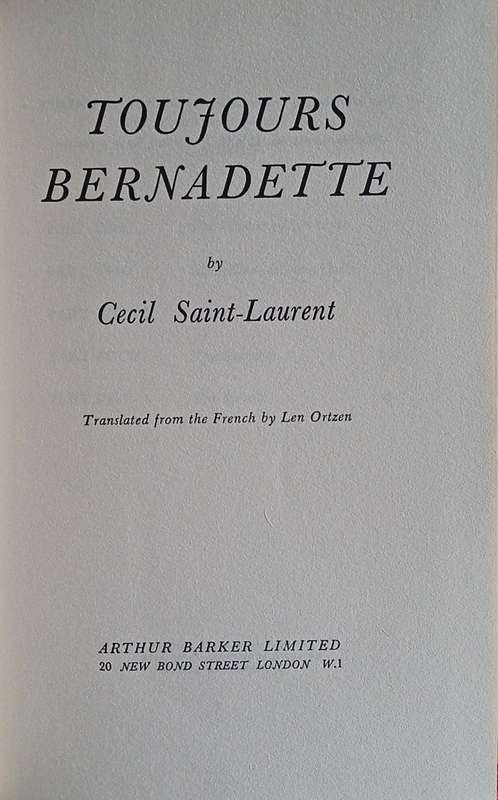 TOUJOURS
BERNADETTE
by
Cecil Saint-Laurent
Translated from the French by Len Ortzen
ARTHUR BARKER LIMITED
20 NEW BOND STREET LONDON W.1